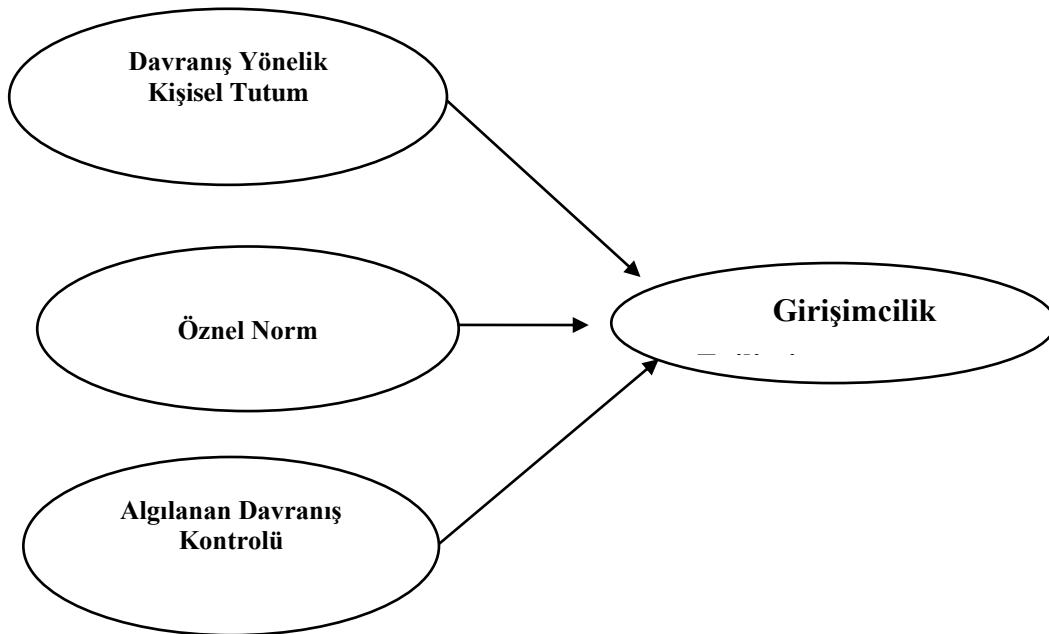 Davranış Yönelik
Kişisel Tutum
Öznel Norm
Girişimcilik
Algılanan Davranış
Kontrolü